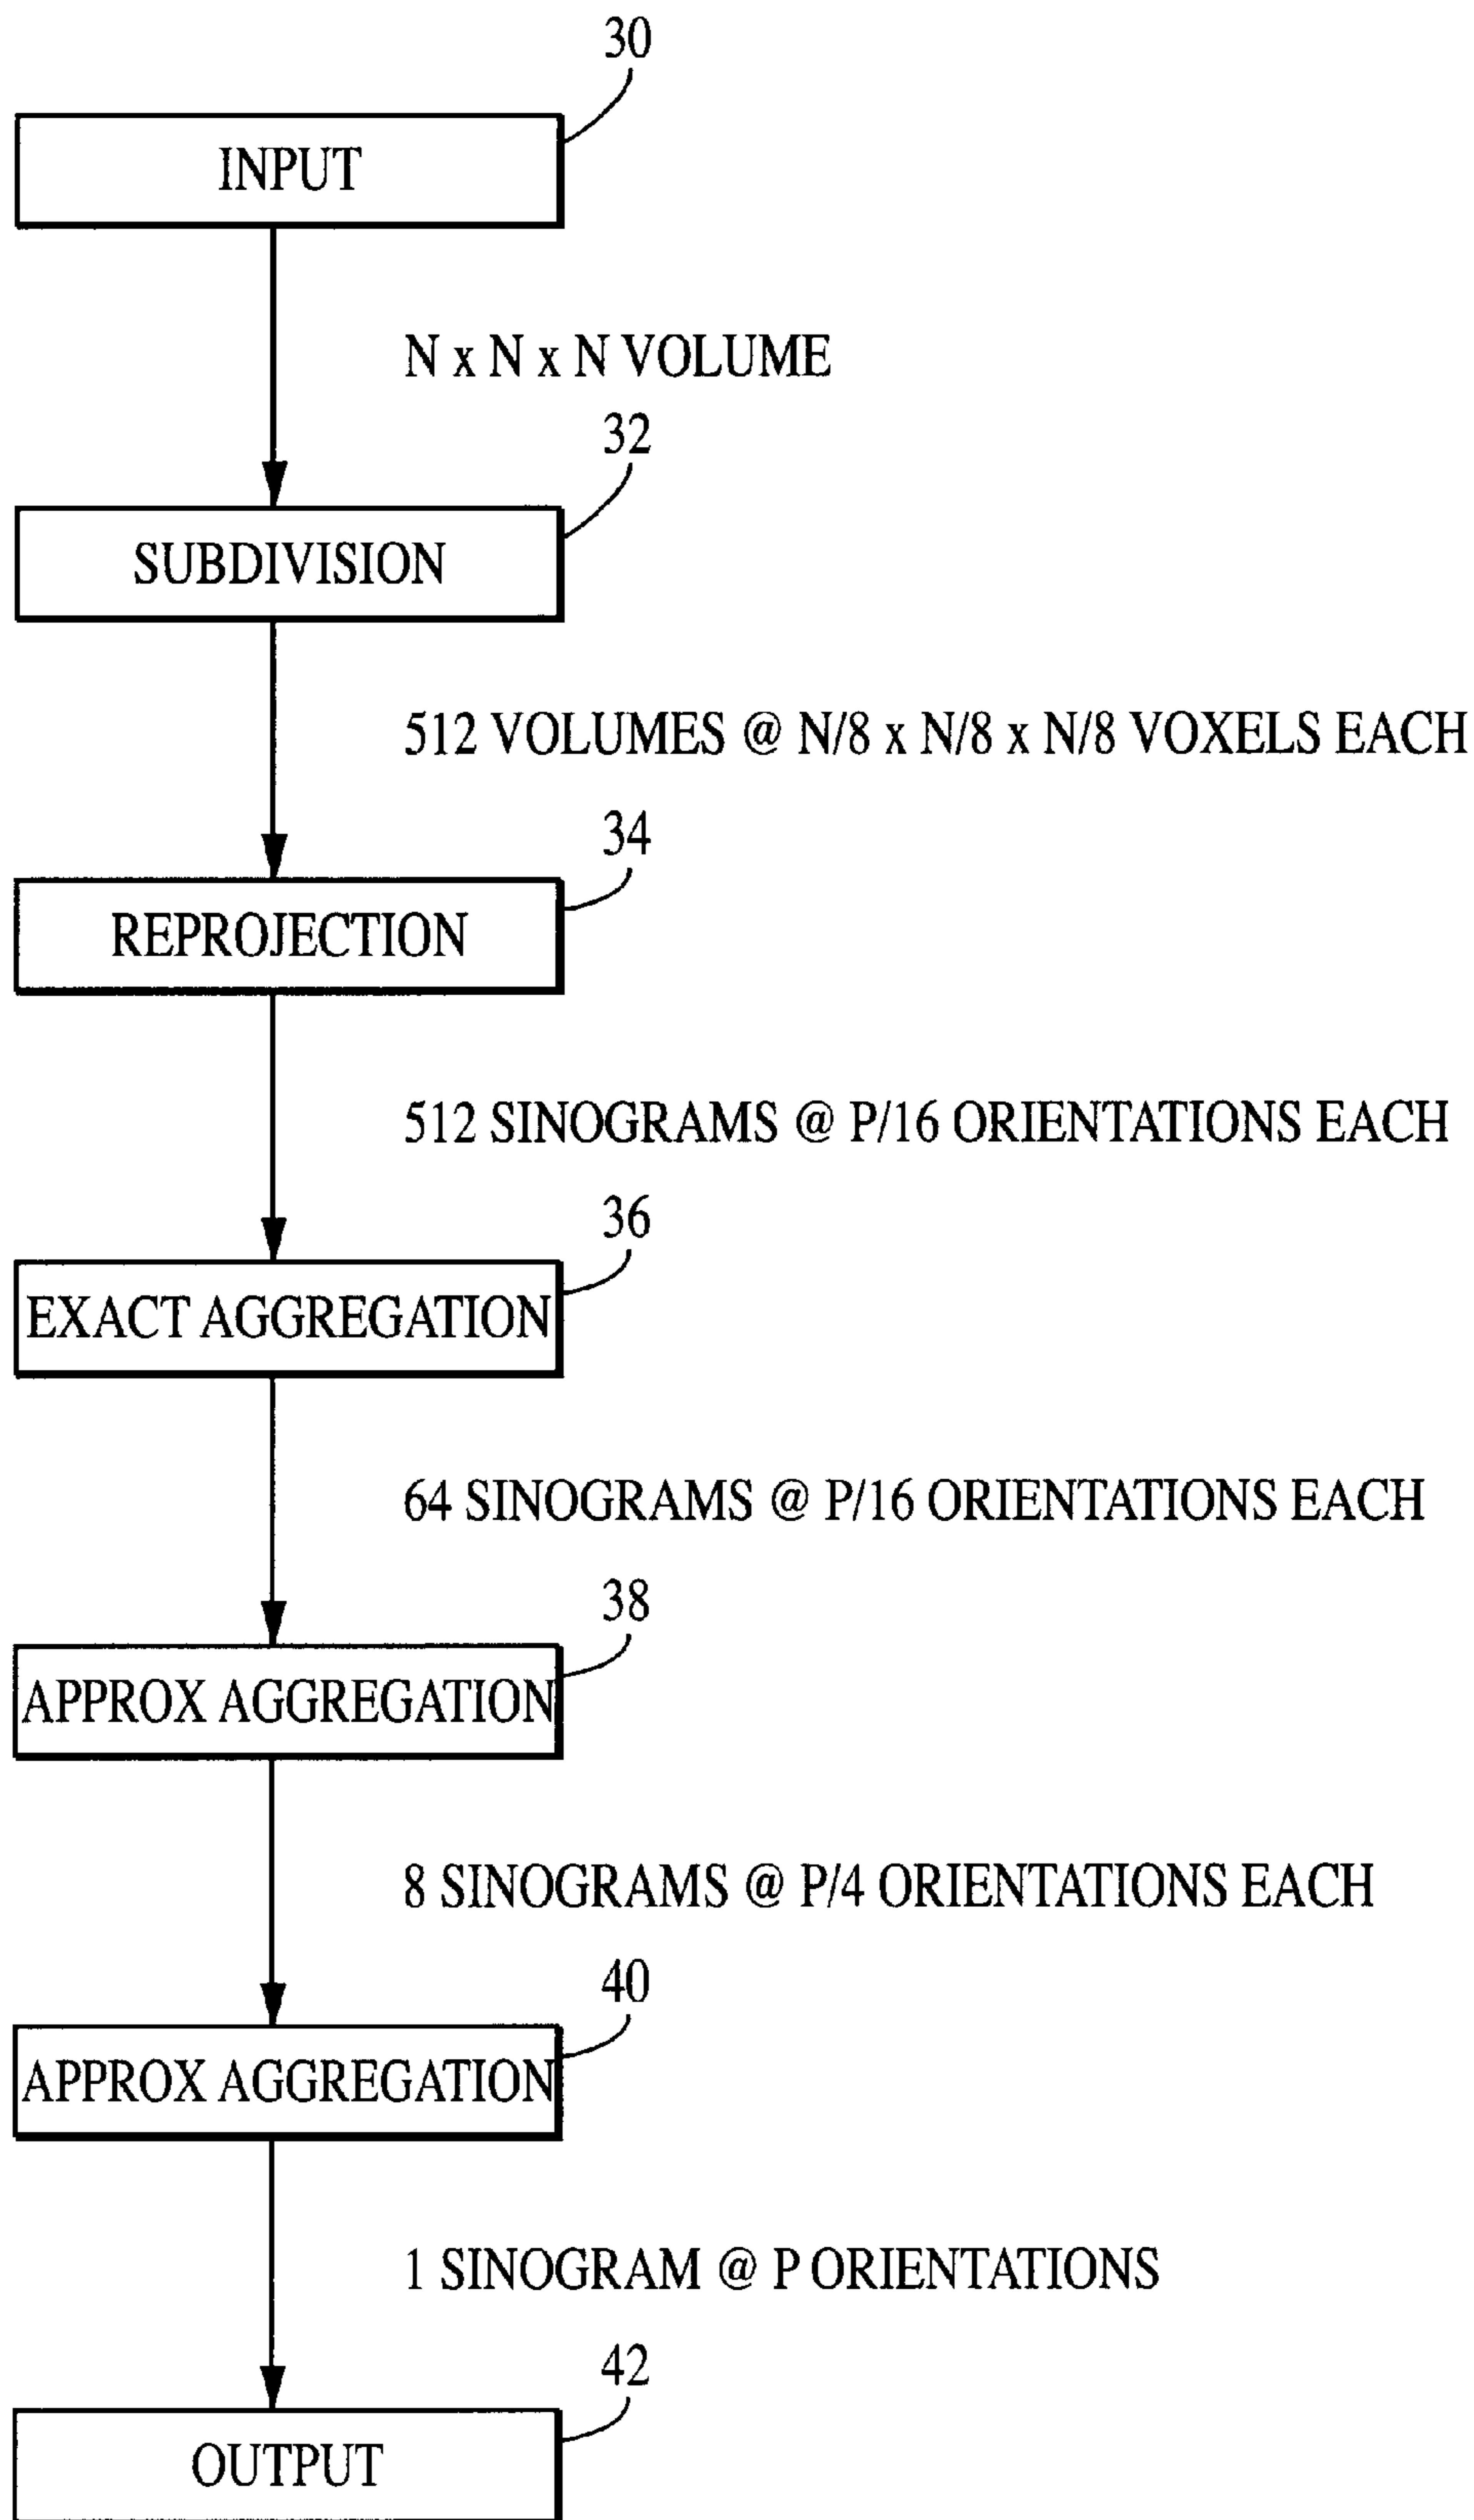 30
INPUT
N x N x N VOLUME
32
SUBDIVISION
512 VOLUMES @ N/8 x N/8 x N/8 VOXELS EACH
34
REPROJECTION
512 SINOGRAMS @ P/16 ORIENTATIONS EACH
36
EXACT AGGREGATION
64 SINOGRAMS @ P/16 ORIENTATIONS EACH
38
APPROX AGGREGATION
8 SINOGRAMS @ P/4 ORIENTATIONS EACH
40
APPROX AGGREGATION
1 SINOGRAM @ P ORIENTATIONS
42
OUTPUT